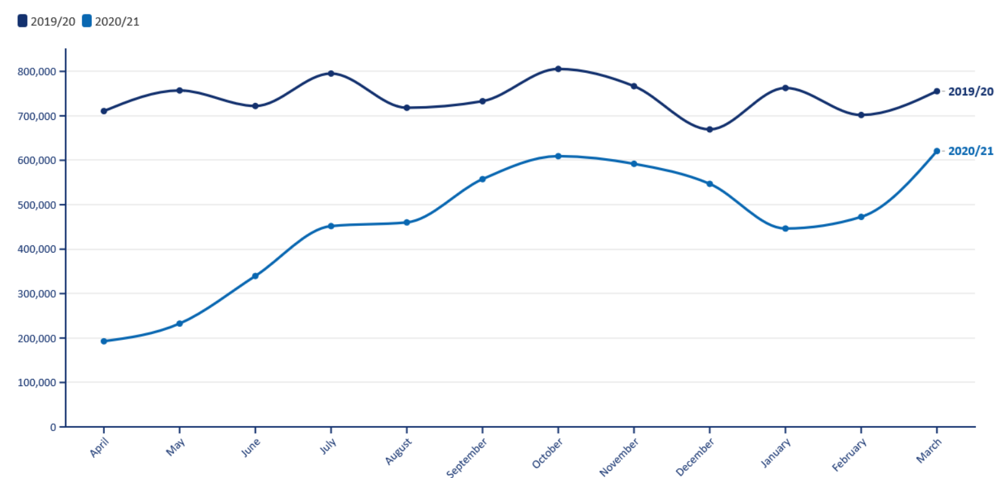 2019/20 2020/21
800,000
700,000
600,000
500,000
400,000
300,000
200,000
100,000
0
2019/20
2020/21
April
May
June
July
August
September
October
November
December
January
February
March